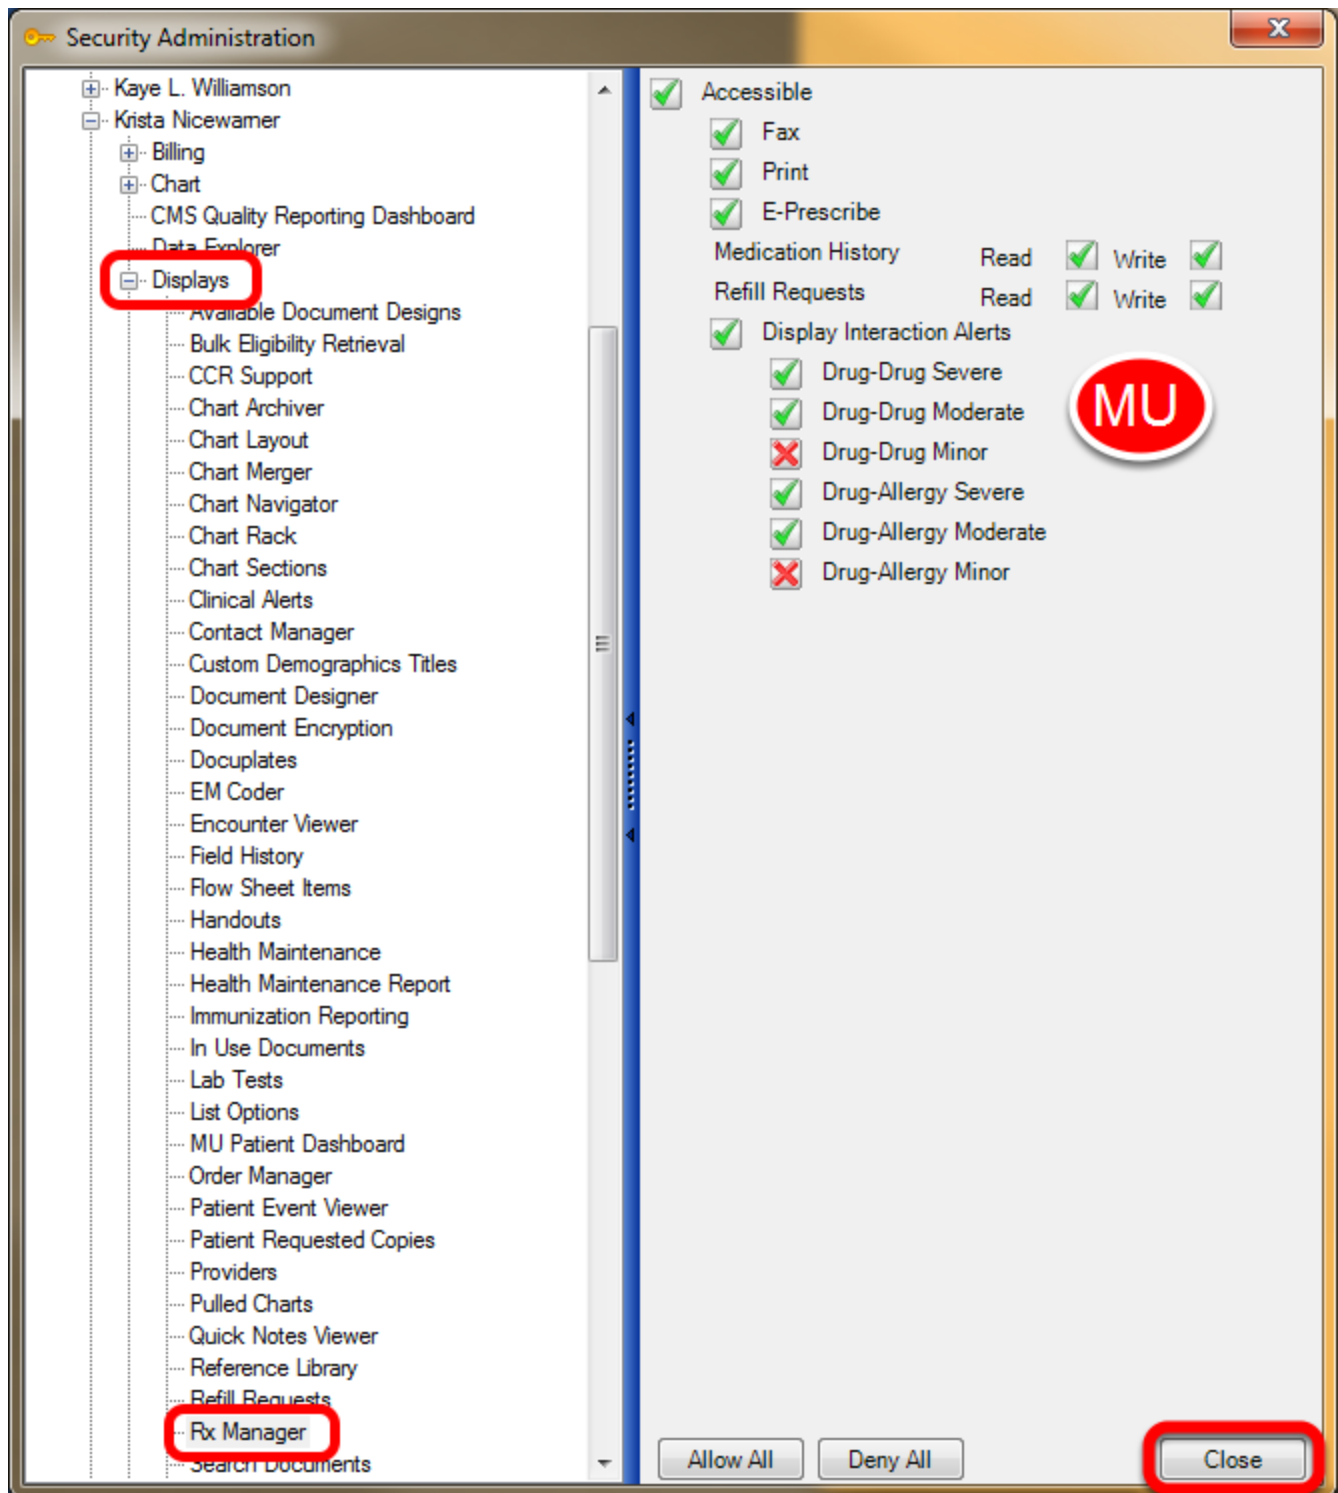 Security Administration
Kaye L. Williamson
Krista Nicewarner
Billing
Chart
CMS Quality Reporting Dashboard
Data Explorer
Displays
Available Document Designs
Bulk Eligibility Retrieval
CCR Support
Chart Archiver
Chart Layout
Chart Merger
Chart Navigator
Chart Rack
Chart Sections
Clinical Alerts
Contact Manager
Custom Demographics Titles
Document Designer
Document Encryption
Docuplates
EM Coder
Encounter Viewer
Field History
Flow Sheet Items
Handouts
Health Maintenance
Health Maintenance Report
Immunization Reporting
In Use Documents
Lab Tests
List Options
MU Patient Dashboard
Order Manager
Patient Event Viewer
Patient Requested Copies
Providers
Pulled Charts
Quick Notes Viewer
Reference Library
Refill Requests
Rx Manager
Search Documents
Accessible
Fax
Print
E-Prescribe
Medication History Read Write
Refill Requests Read Write
Display Interaction Alerts
Drug-Drug Severe
Drug-Drug Moderate
Drug-Drug Minor
Drug-Allergy Severe
Drug-Allergy Moderate
Drug-Allergy Minor
MU
Allow All Deny All Close